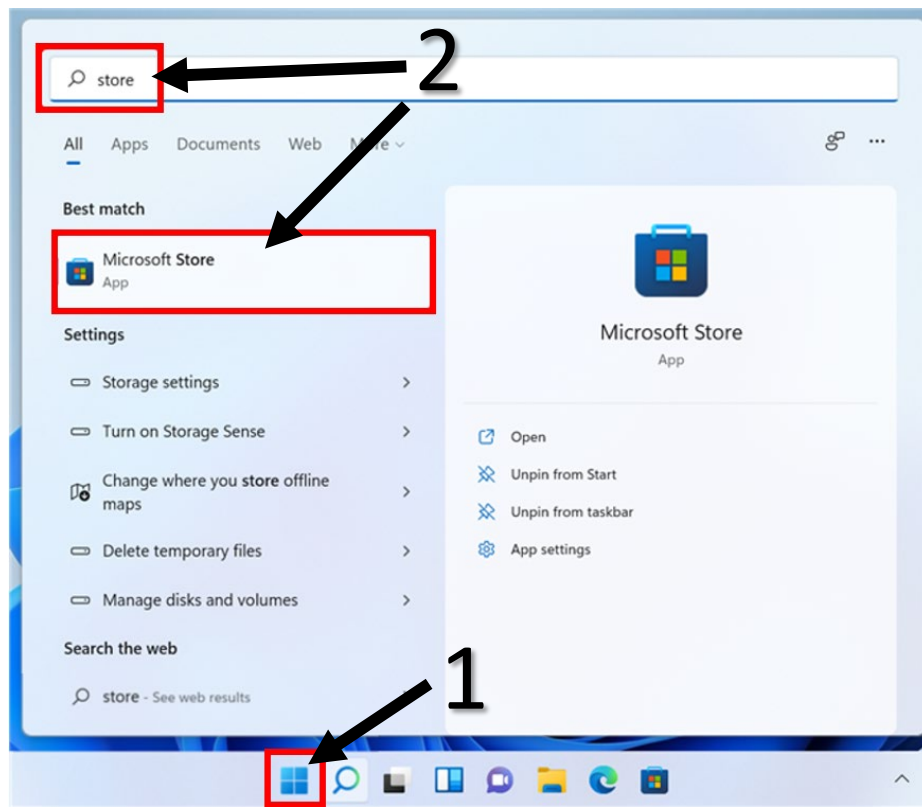 2
store
All Apps Documents Web More
Best match
Microsoft Store
App
Settings
Storage settings
Turn on Storage Sense
Change where you store offline
maps
Delete temporary files
Manage disks and volumes
Search the web
store - See web results
Microsoft Store
App
Open
Unpin from Start
Unpin from taskbar
App settings
1